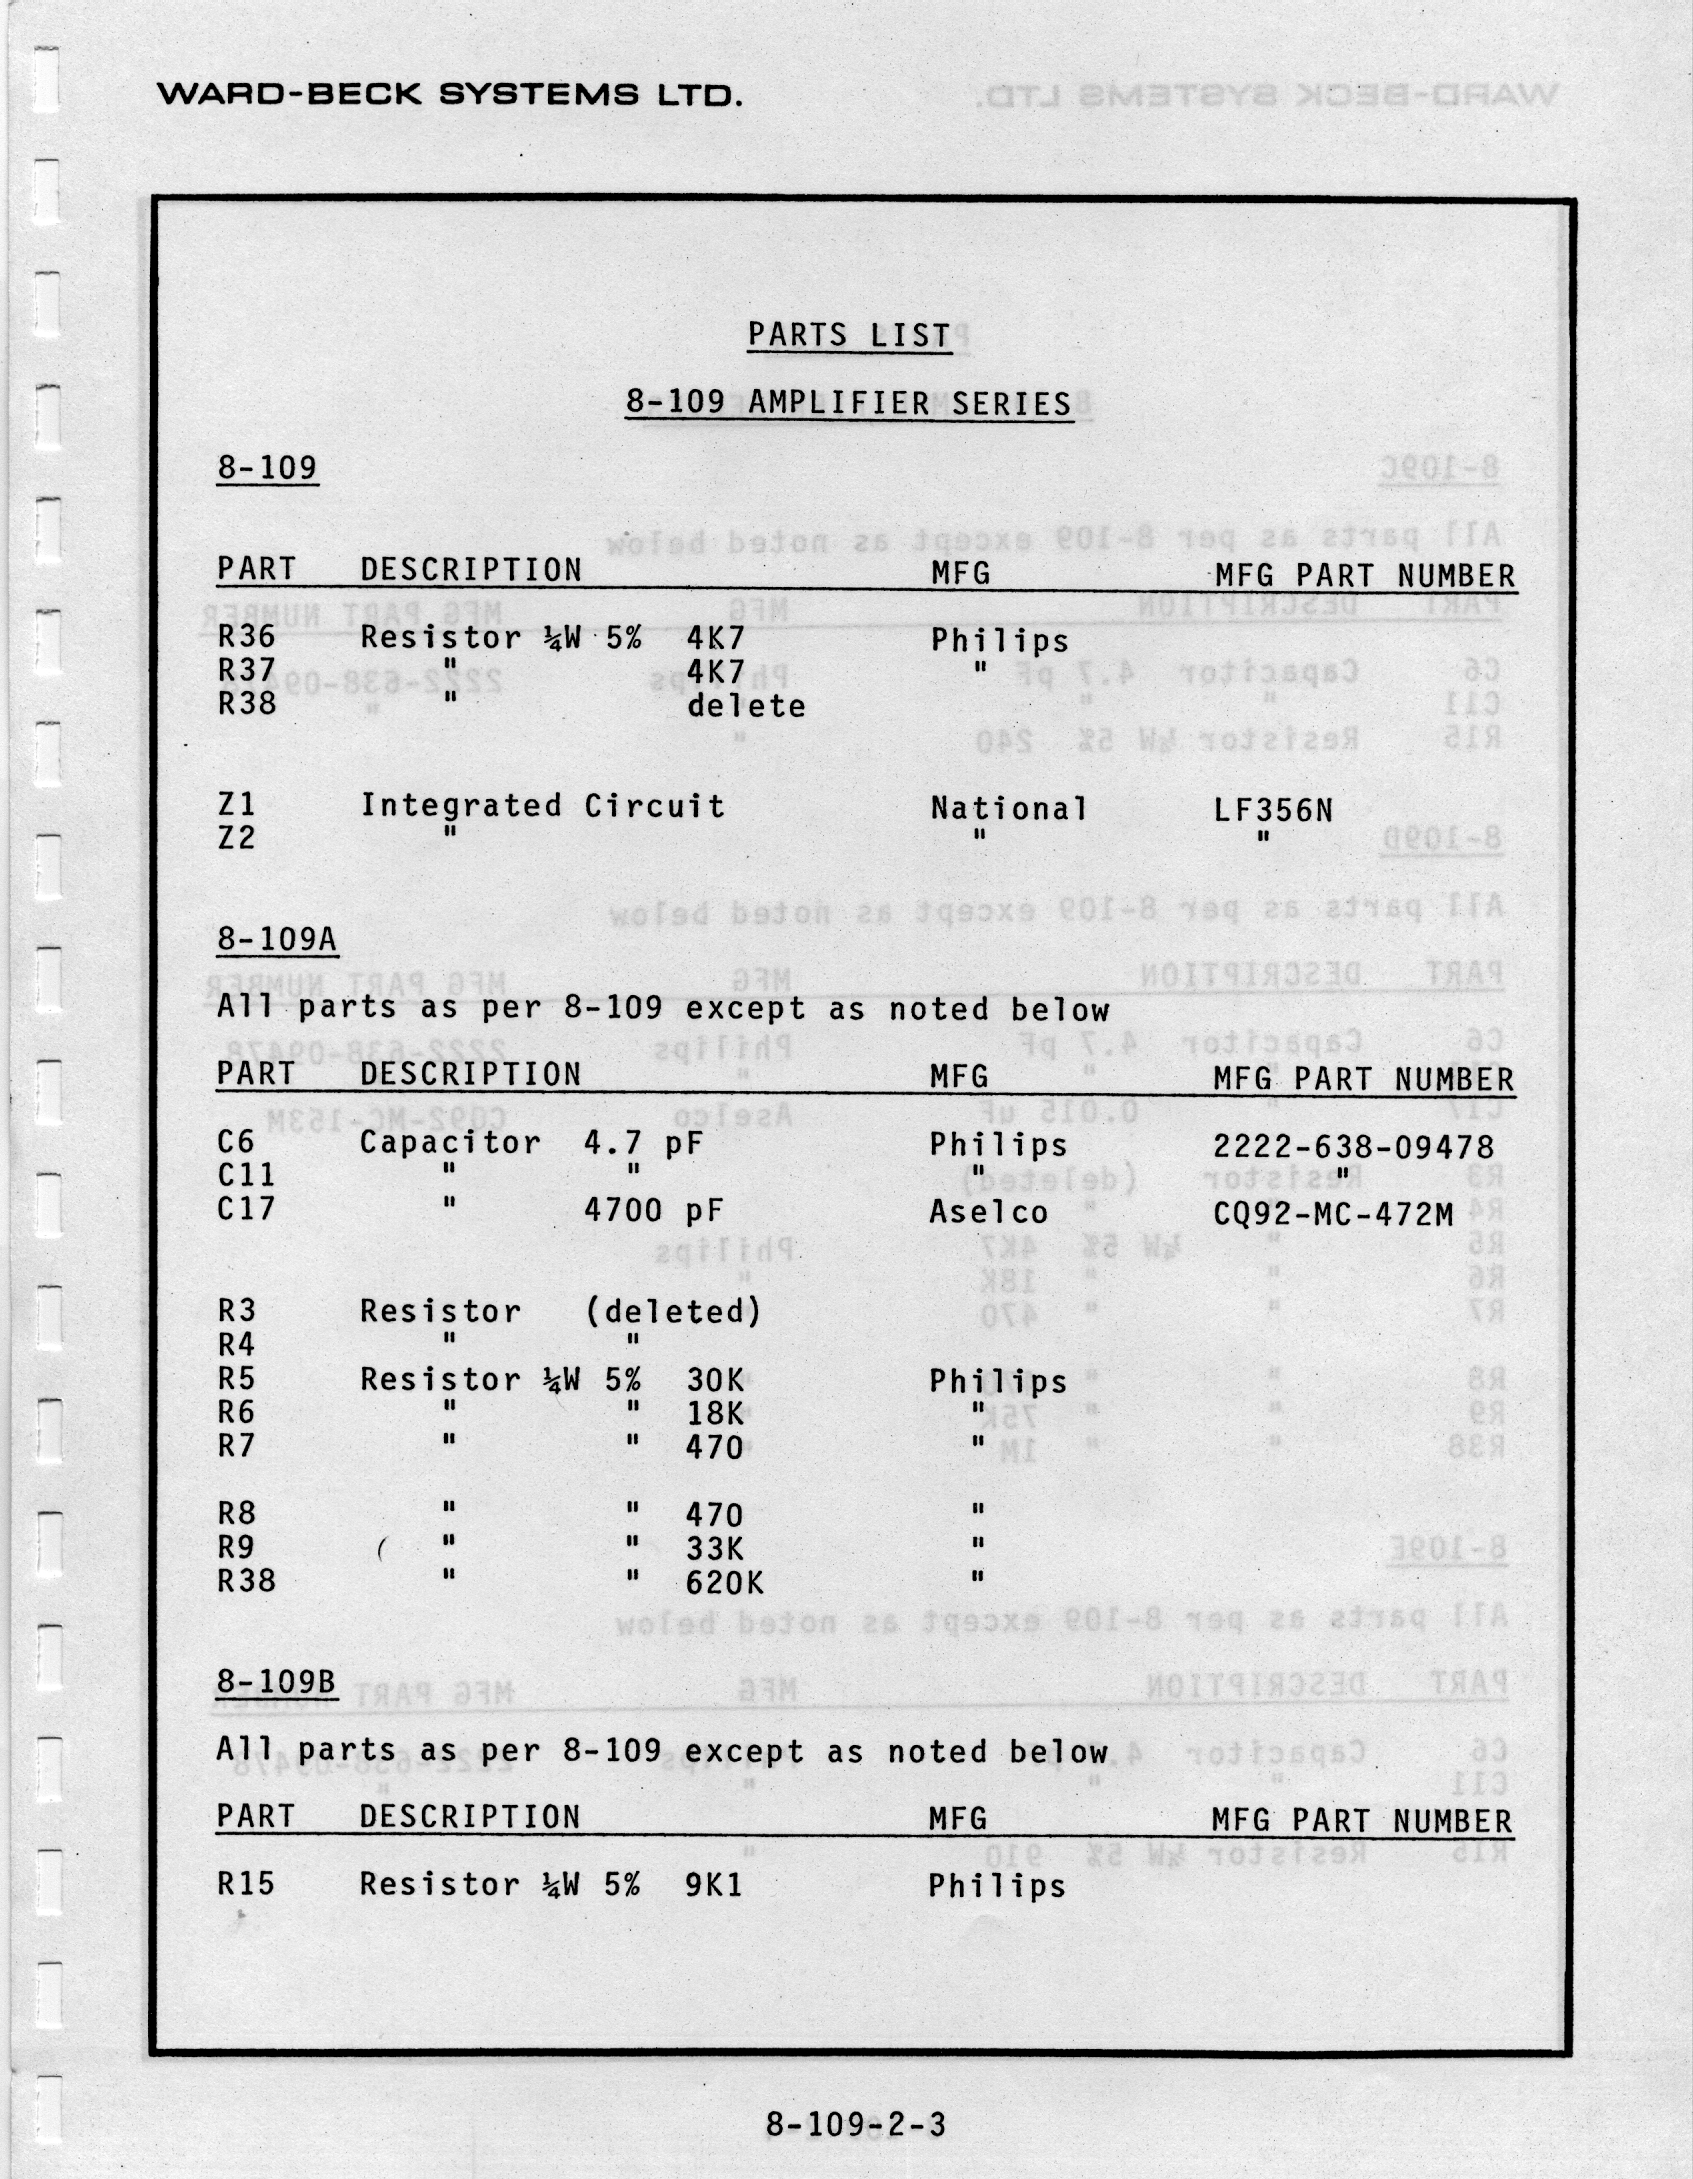 WARD-BECK SYSTEMS LTD.
PARTS LIST
8-109 AMPLIFIER SERIES
8-109
PART DESCRIPTION MFG MFG PART NUMBER
R36 Resistor ¼W 5% 4K7 Philips
R37 " 4K7 "
R38 " delete
Z1 Integrated Circuit National LF356N
Z2 " " "
8-109A
All parts as per 8-109 except as noted below
PART DESCRIPTION MFG MFG PART NUMBER
C6 Capacitor 4.7 pF Philips 2222-638-09478
C11 " " " "
C17 " 4700 pF Aselco CQ92-MC-472M
R3 Resistor (deleted)
R4 " "
R5 Resistor ¼W 5% 30K Philips
R6 " " 18K "
R7 " " 470 "
R8 " " 470 "
R9 " " 33K "
R38 " " 620K "
8-109B
All parts as per 8-109 except as noted below
PART DESCRIPTION MFG MFG PART NUMBER
R15 Resistor ¼W 5% 9K1 Philips
8-109-2-3